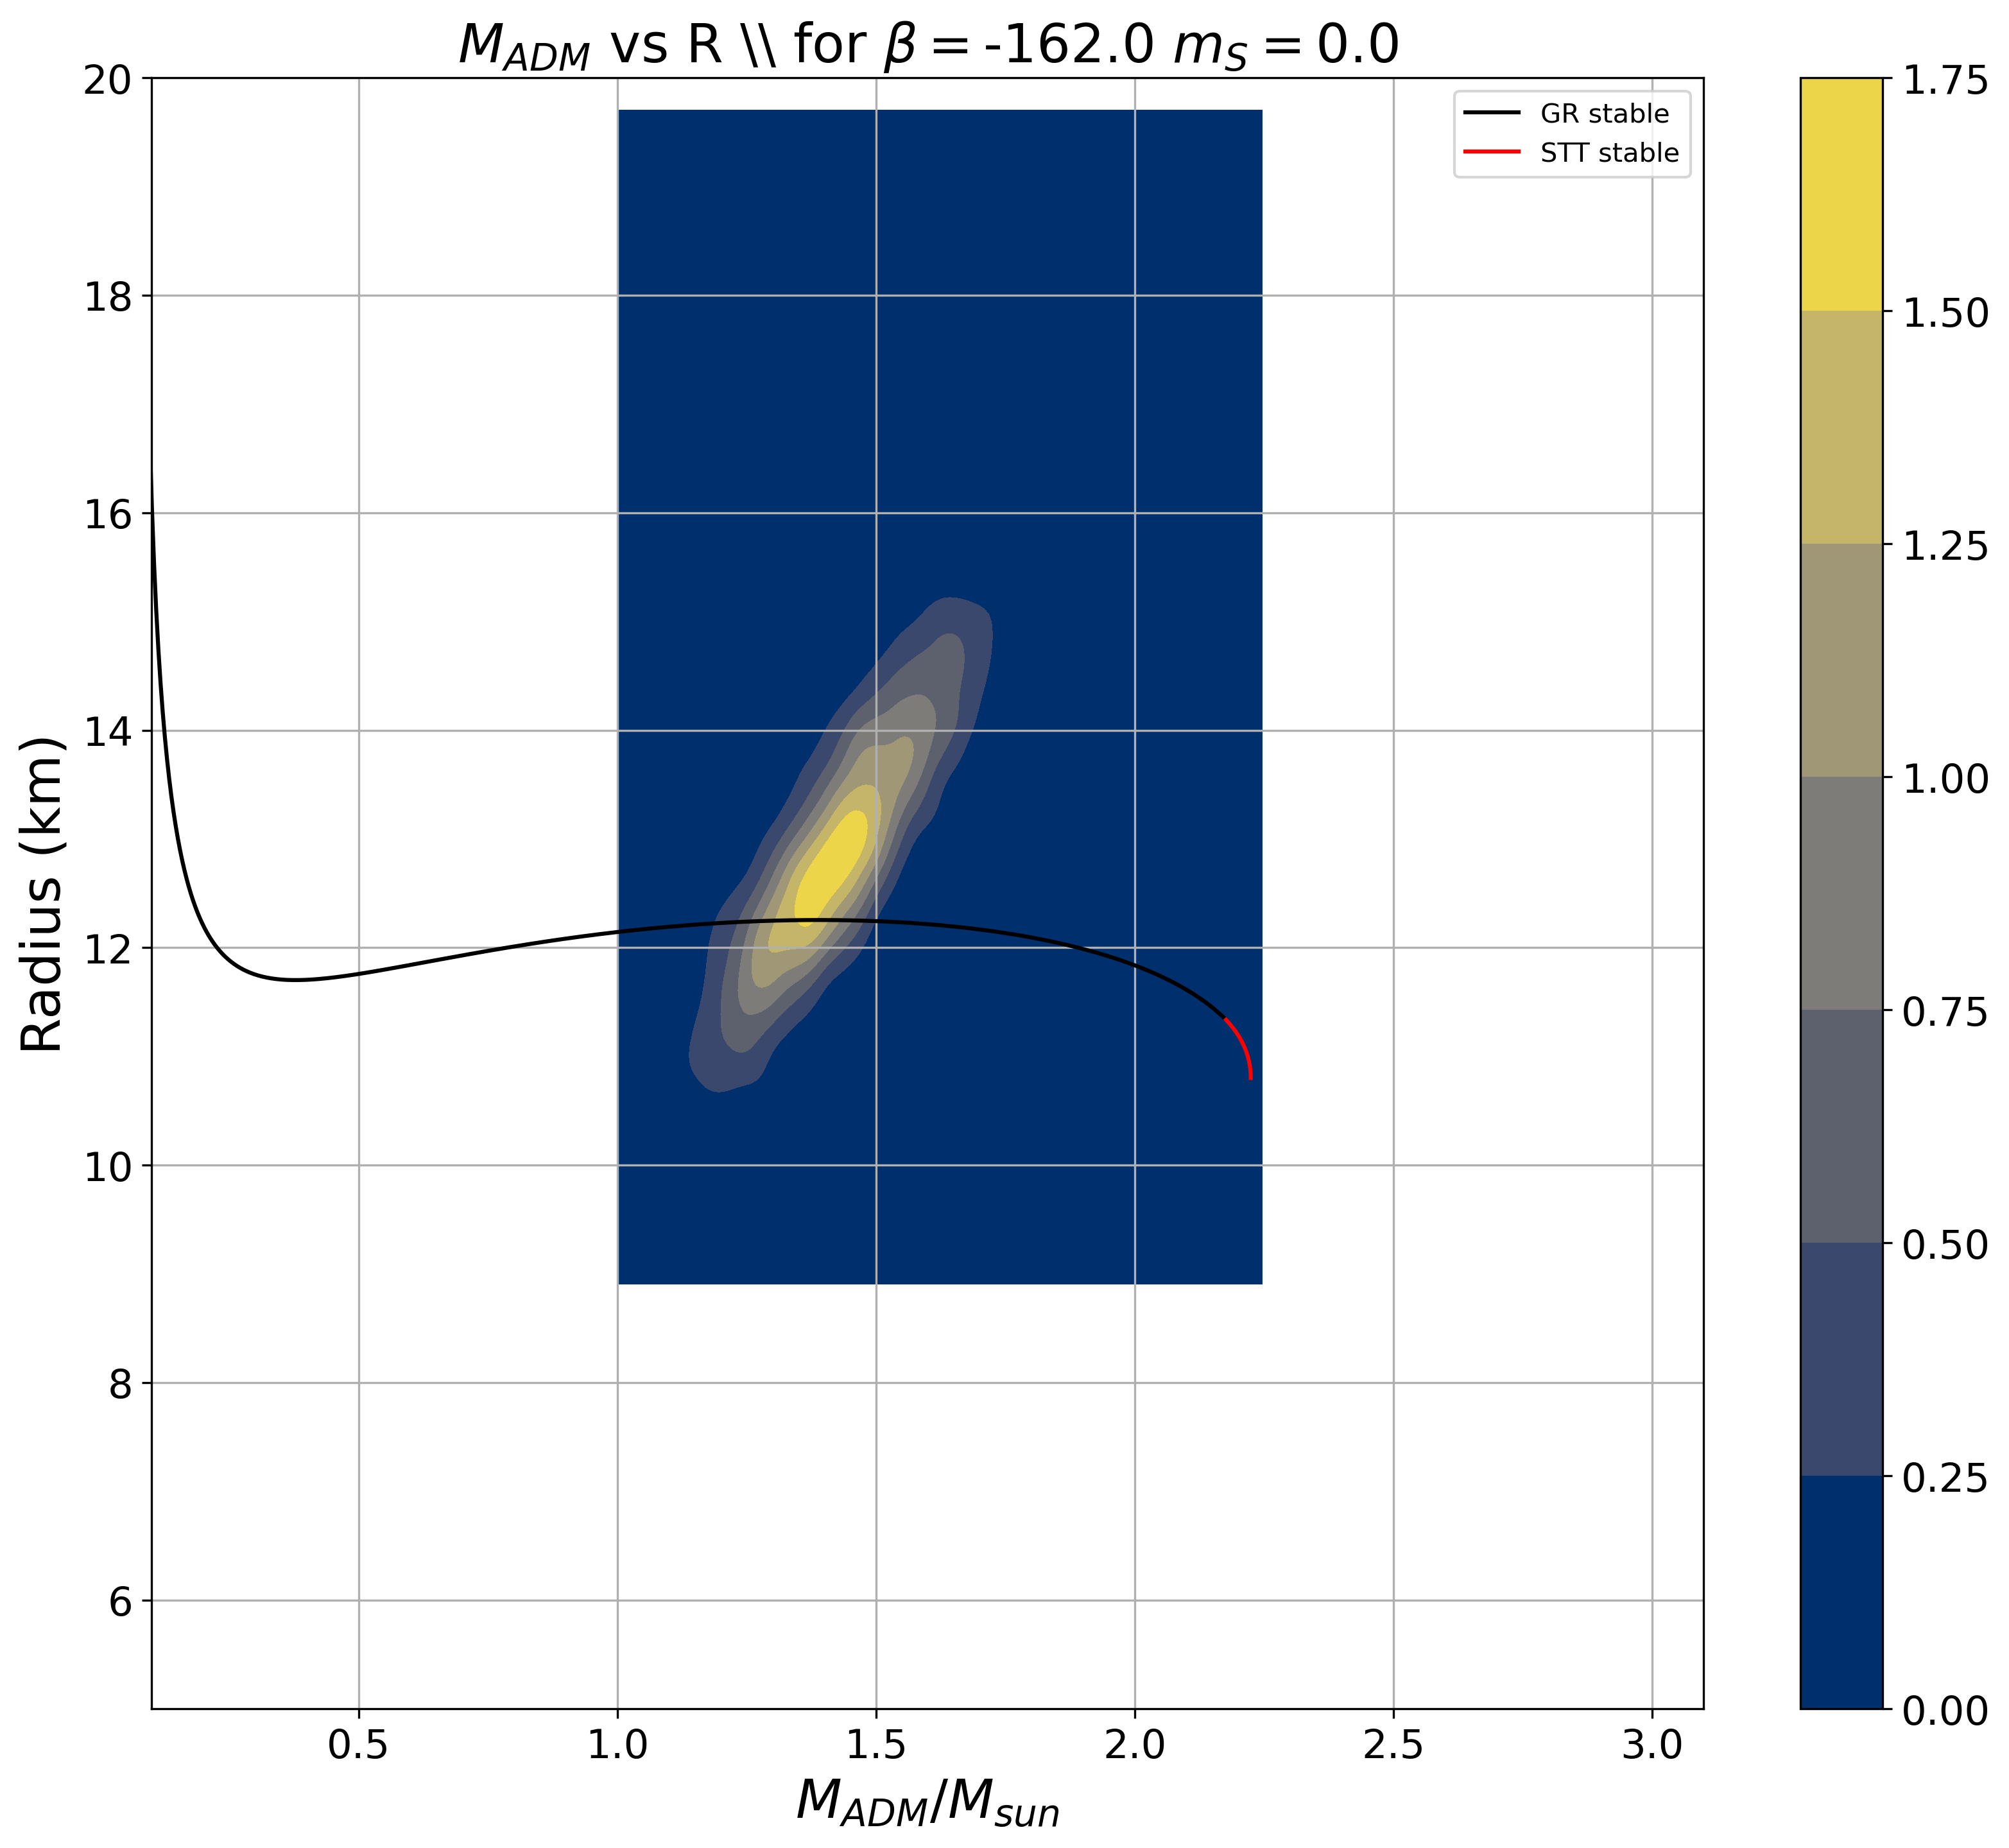 M_ADM vs R \\ for β = -162.0 m_S = 0.0
GR stable
STT stable
20
18
16
14
12
10
8
6
Radius (km)
0.5 1.0 1.5 2.0 2.5 3.0
M_ADM/M_sun
1.75
1.50
1.25
1.00
0.75
0.50
0.25
0.00